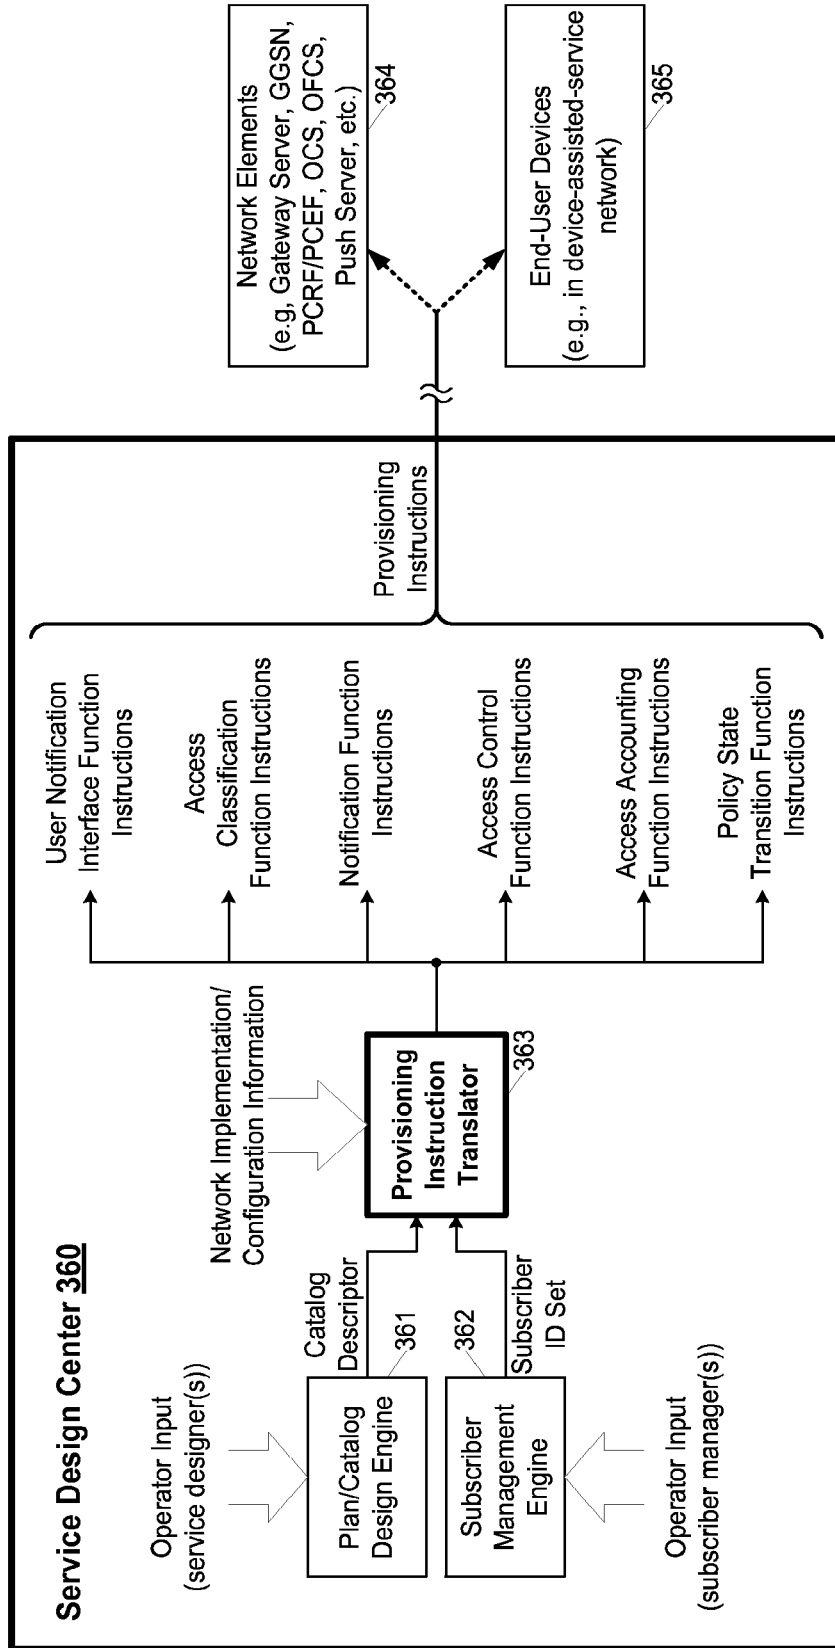 Service Design Center 360
Operator Input
(service designer(s))
Plan/Catalog
Design Engine
361
Catalog
Descriptor
Subscriber
Management
Engine
362
Subscriber
ID Set
Operator Input
(subscriber manager(s))
Network Implementation/
Configuration Information
Provisioning
Instruction
Translator
363
User Notification
Interface Function
Instructions
Access
Classification
Function Instructions
Notification Function
Instructions
Access Control
Function Instructions
Access Accounting
Function Instructions
Policy State
Transition Function
Instructions
Provisioning
Instructions
Network Elements
(e.g, Gateway Server, GGSN,
PCRF/PCEF, OCS, OFCS,
Push Server, etc.)
364
End-User Devices
(e.g., in device-assisted-service
network)
365